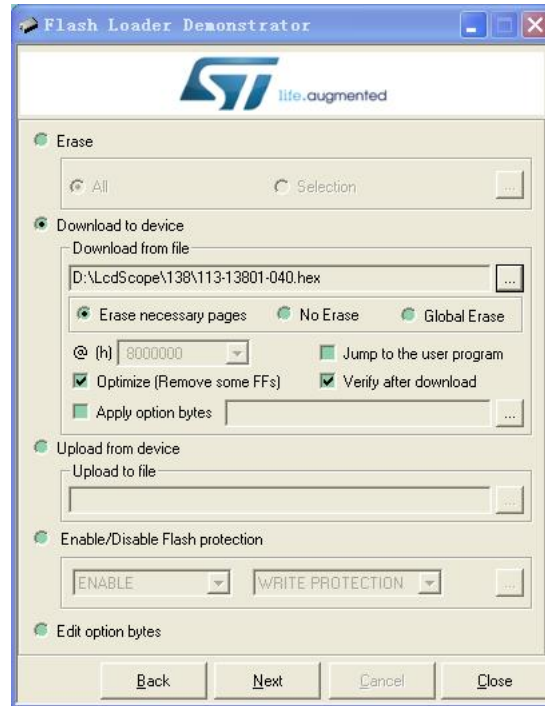 Flash Loader Demonstrator
life.augmented
Erase
All Selection ...
Download to device
Download from file
D:\LcdScope\138\113-13801-040.hex ...
Erase necessary pages No Erase Global Erase
@ (h) 8000000 Jump to the user program
Optimize (Remove some FFs) Verify after download
Apply option bytes ...
Upload from device
Upload to file
...
Enable/Disable Flash protection
ENABLE WRITE PROTECTION ...
Edit option bytes
Back Next Cancel Close